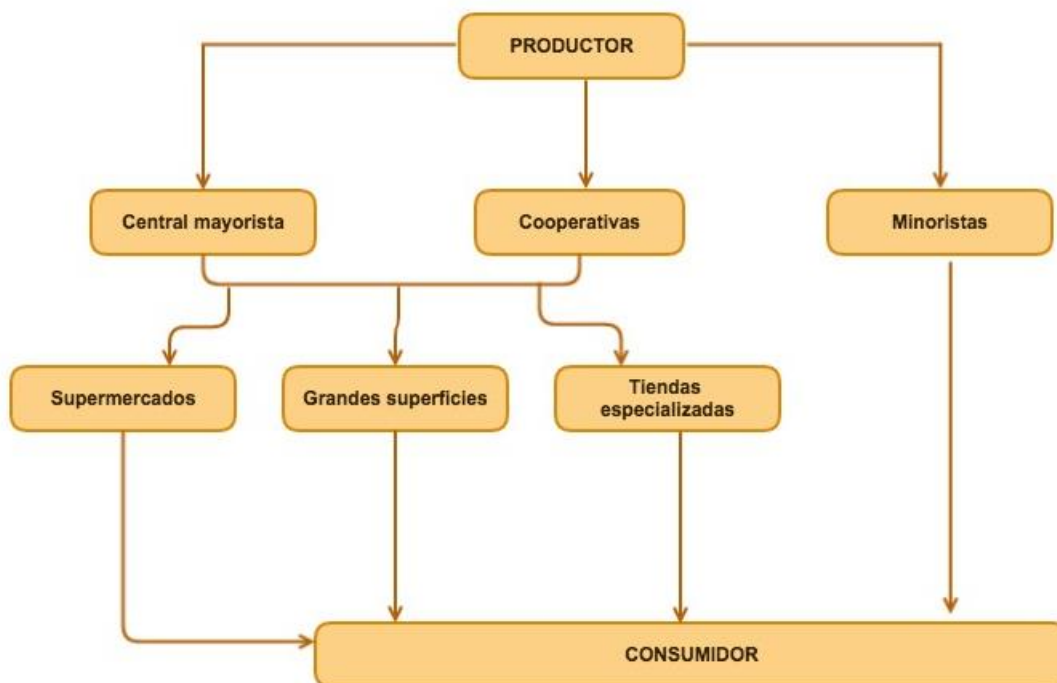 PRODUCTOR
Central mayorista
Cooperativas
Minoristas
Supermercados
Grandes superficies
Tiendas
especializadas
CONSUMIDOR